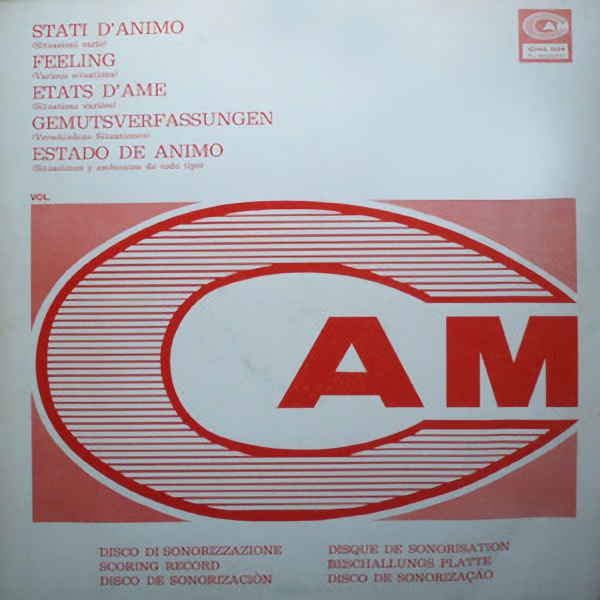 STATI D'ANIMO
(Situazioni varie)
FEELING
(Various situations)
ETATS D'AME
(Situations variées)
GEMUTSVERFASSUNGEN
(Verschiedene Situationen)
ESTADO DE ANIMO
(Situaciones y ambientes de todo tipo)
CAM
VOL.
CAM
DISCO DI SONORIZZAZIONE
SCORING RECORD
DISCO DE SONORIZACIÒN
DISQUE DE SONORISATION
BESCHALLUNGS PLATTE
DISCO DE SONORIZAÇÃO